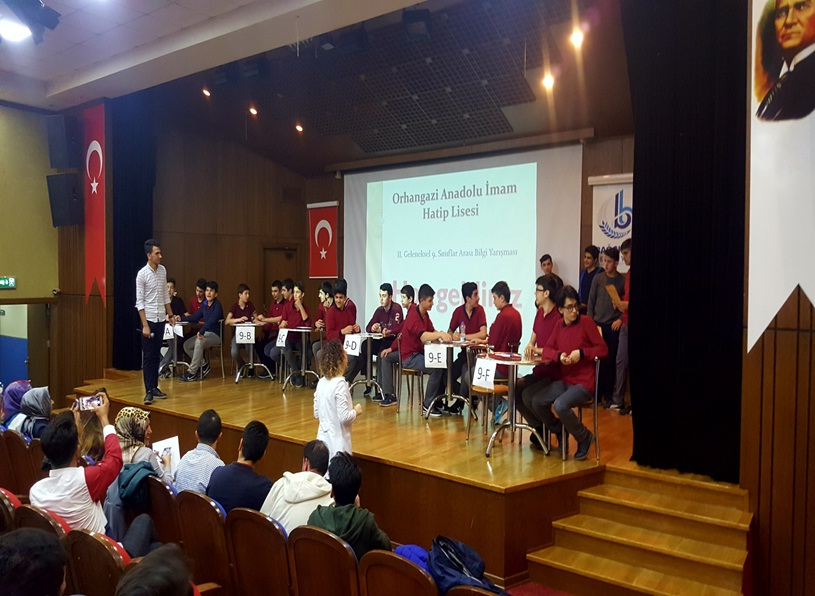 Orhangazi Anadolu İmam
Hatip Lisesi
II. Geleneksel 9. Sınıflar Arası Bilgi Yarışması
9-B
9-D
9-E
9-F